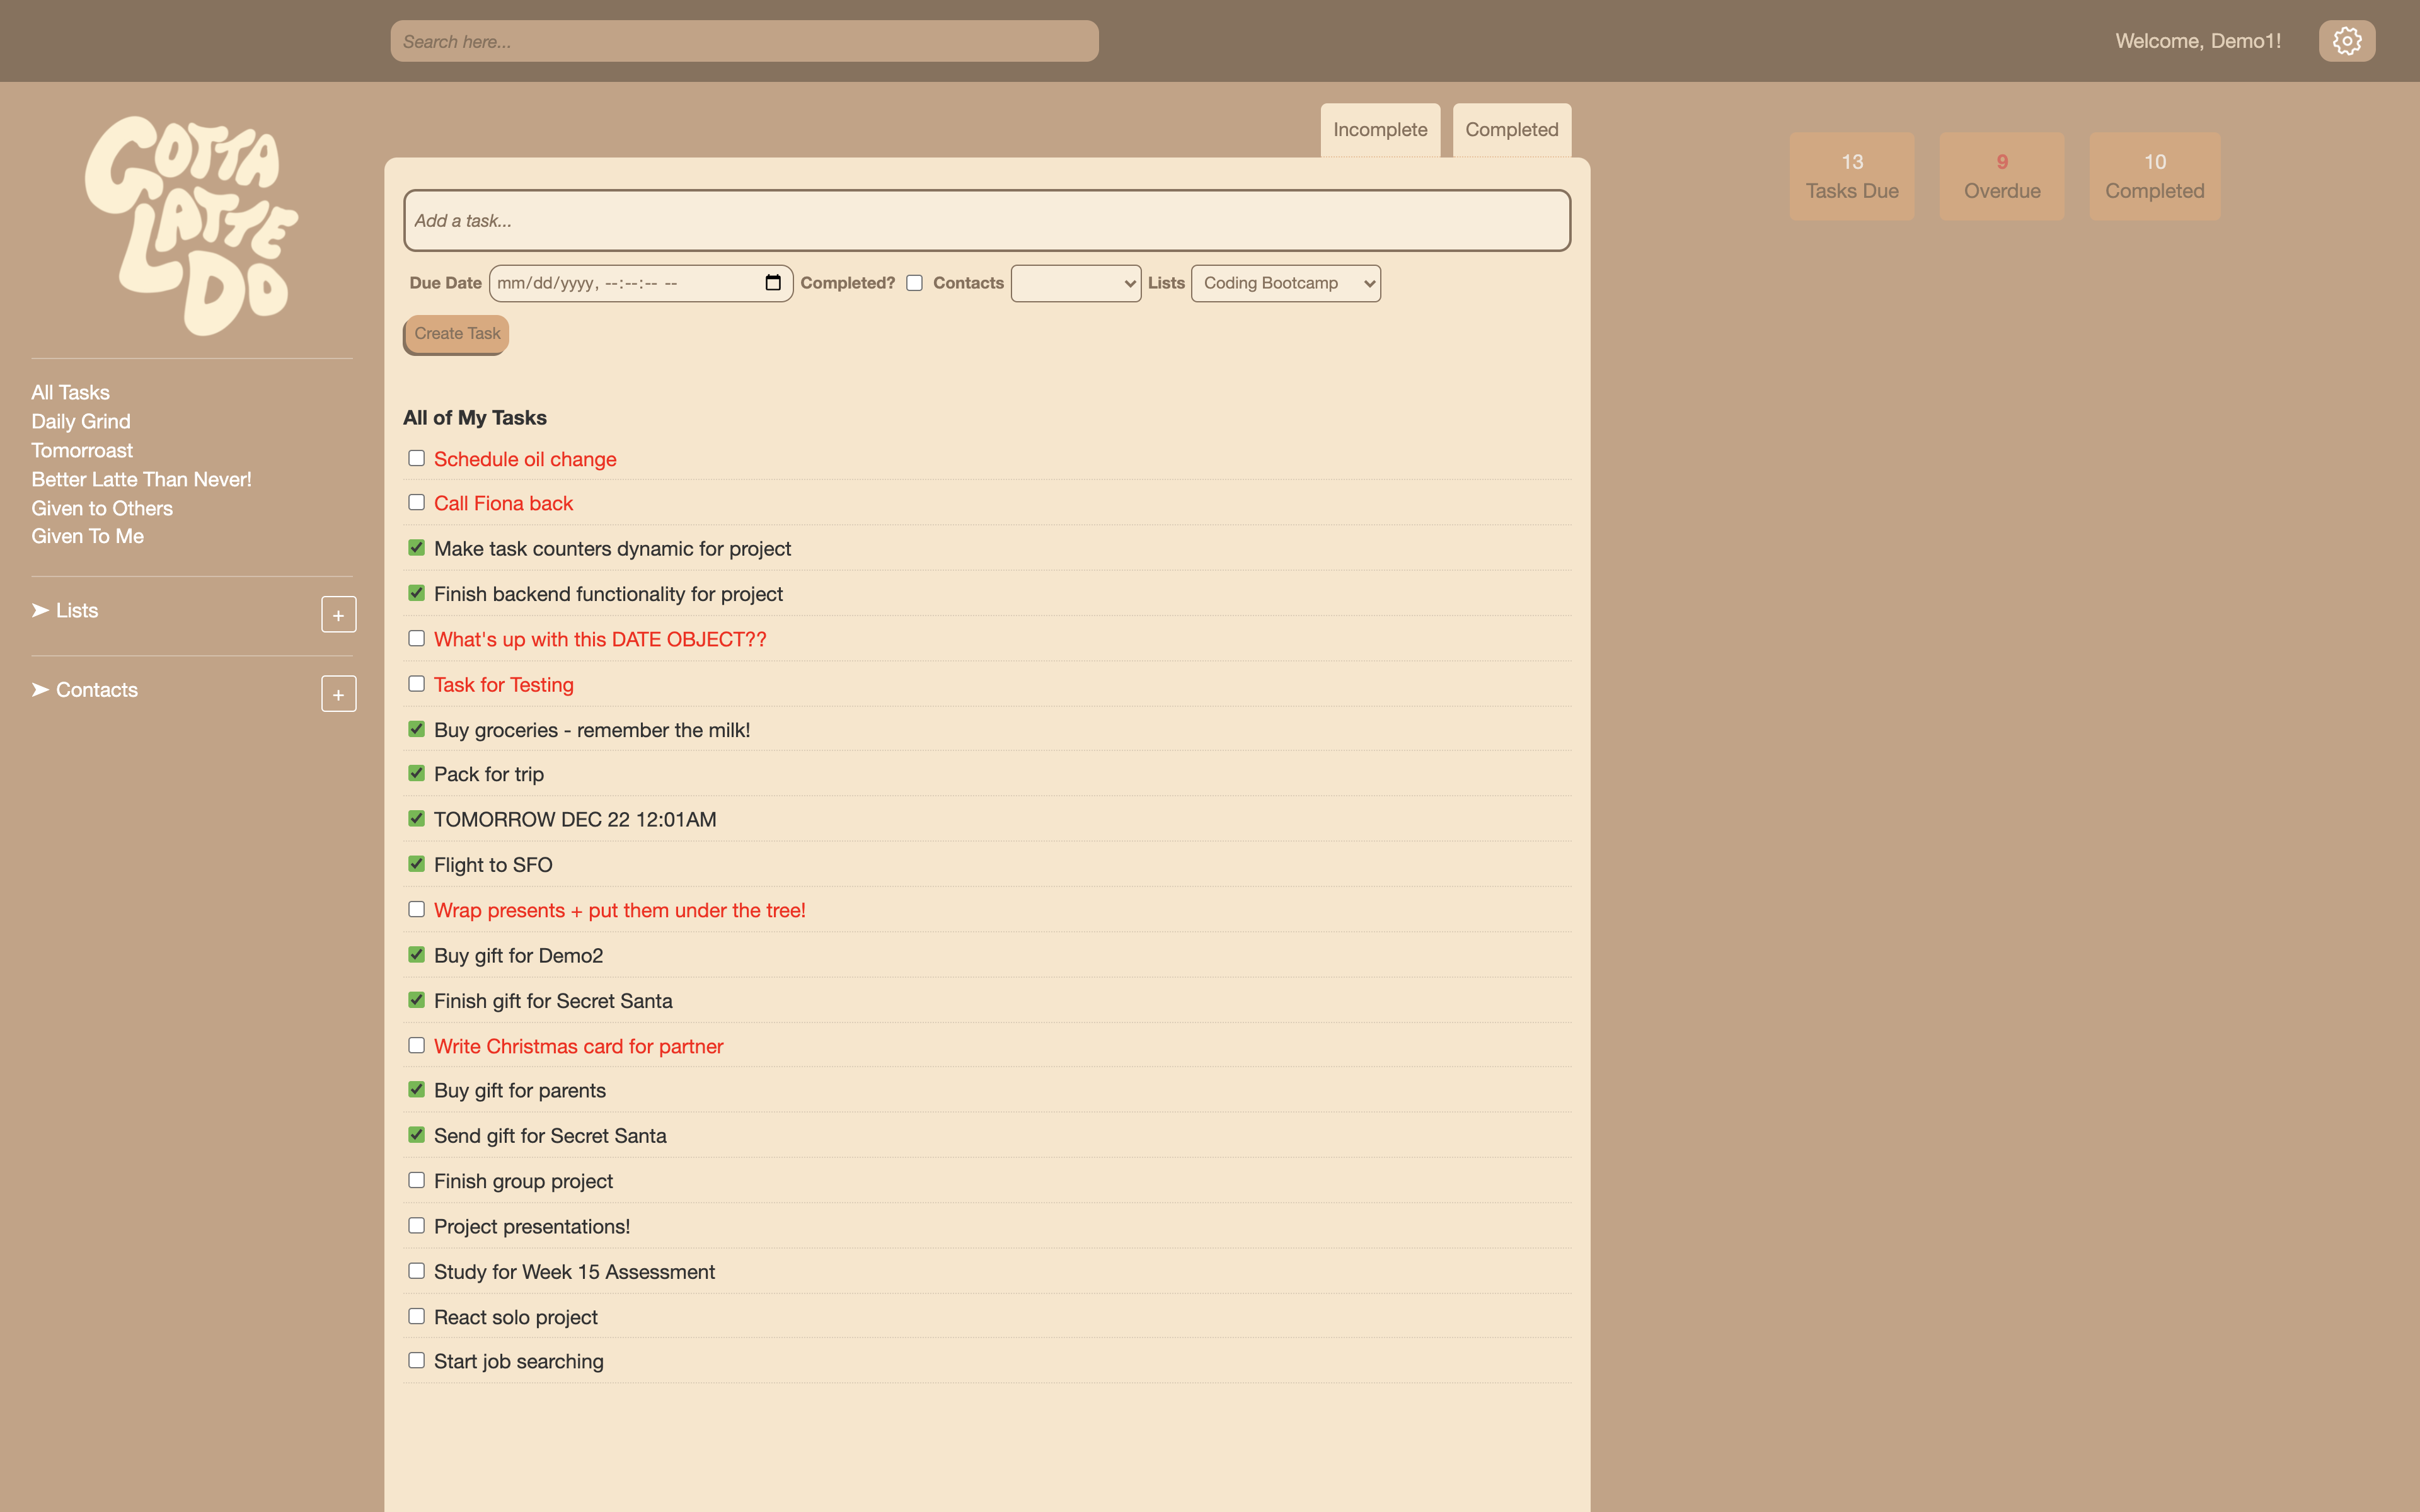 Search here...
Welcome, Demo1!
GOTTA
LATTE
DO
All Tasks
Daily Grind
Tomorroast
Better Latte Than Never!
Given to Others
Given To Me
➤ Lists
+
➤ Contacts
+
Incomplete
Completed
Add a task...
Due Date mm/dd/yyyy, --:--:-- -- Completed? Contacts Lists Coding Bootcamp
Create Task
All of My Tasks
Schedule oil change
Call Fiona back
Make task counters dynamic for project
Finish backend functionality for project
What's up with this DATE OBJECT??
Task for Testing
Buy groceries - remember the milk!
Pack for trip
TOMORROW DEC 22 12:01AM
Flight to SFO
Wrap presents + put them under the tree!
Buy gift for Demo2
Finish gift for Secret Santa
Write Christmas card for partner
Buy gift for parents
Send gift for Secret Santa
Finish group project
Project presentations!
Study for Week 15 Assessment
React solo project
Start job searching
13
Tasks Due
9
Overdue
10
Completed